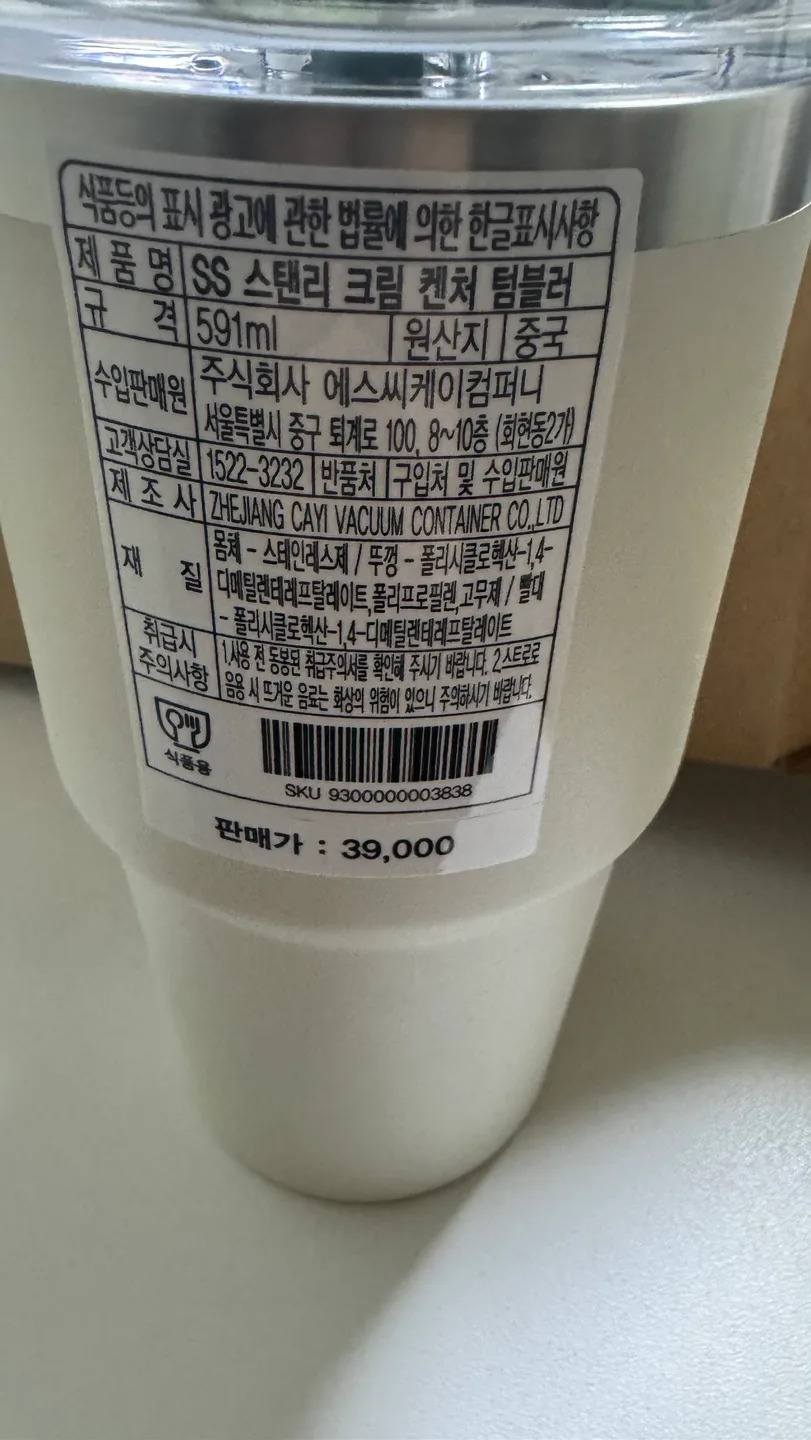 식품등의 표시 광고에 관한 법률에 의한 한글표시사항
제품명 SS 스탠리 크림 켄처 텀블러
규격 591ml 원산지 중국
수입판매원 주식회사 에스씨케이컴퍼니
서울특별시 중구 퇴계로 100, 8~10층 (회현동2가)
고객상담실 1522-3232 반품처 구입처 및 수입판매원
제조사 ZHEJIANG CAYI VACUUM CONTAINER CO.,LTD
재질 몸체 - 스테인레스제 / 뚜껑 - 폴리시클로헥산-1,4-
디메틸렌테레프탈레이트,폴리프로필렌,고무제 / 빨대
- 폴리시클로헥산-1,4-디메틸렌테레프탈레이트
취급시 주의사항 1.사용 전 동봉된 취급주의서를 확인해 주시기 바랍니다. 2.스트로로
음용 시 뜨거운 음료는 화상의 위험이 있으니 주의하시기 바랍니다.
식품용
SKU 9300000003838
판매가 : 39,000